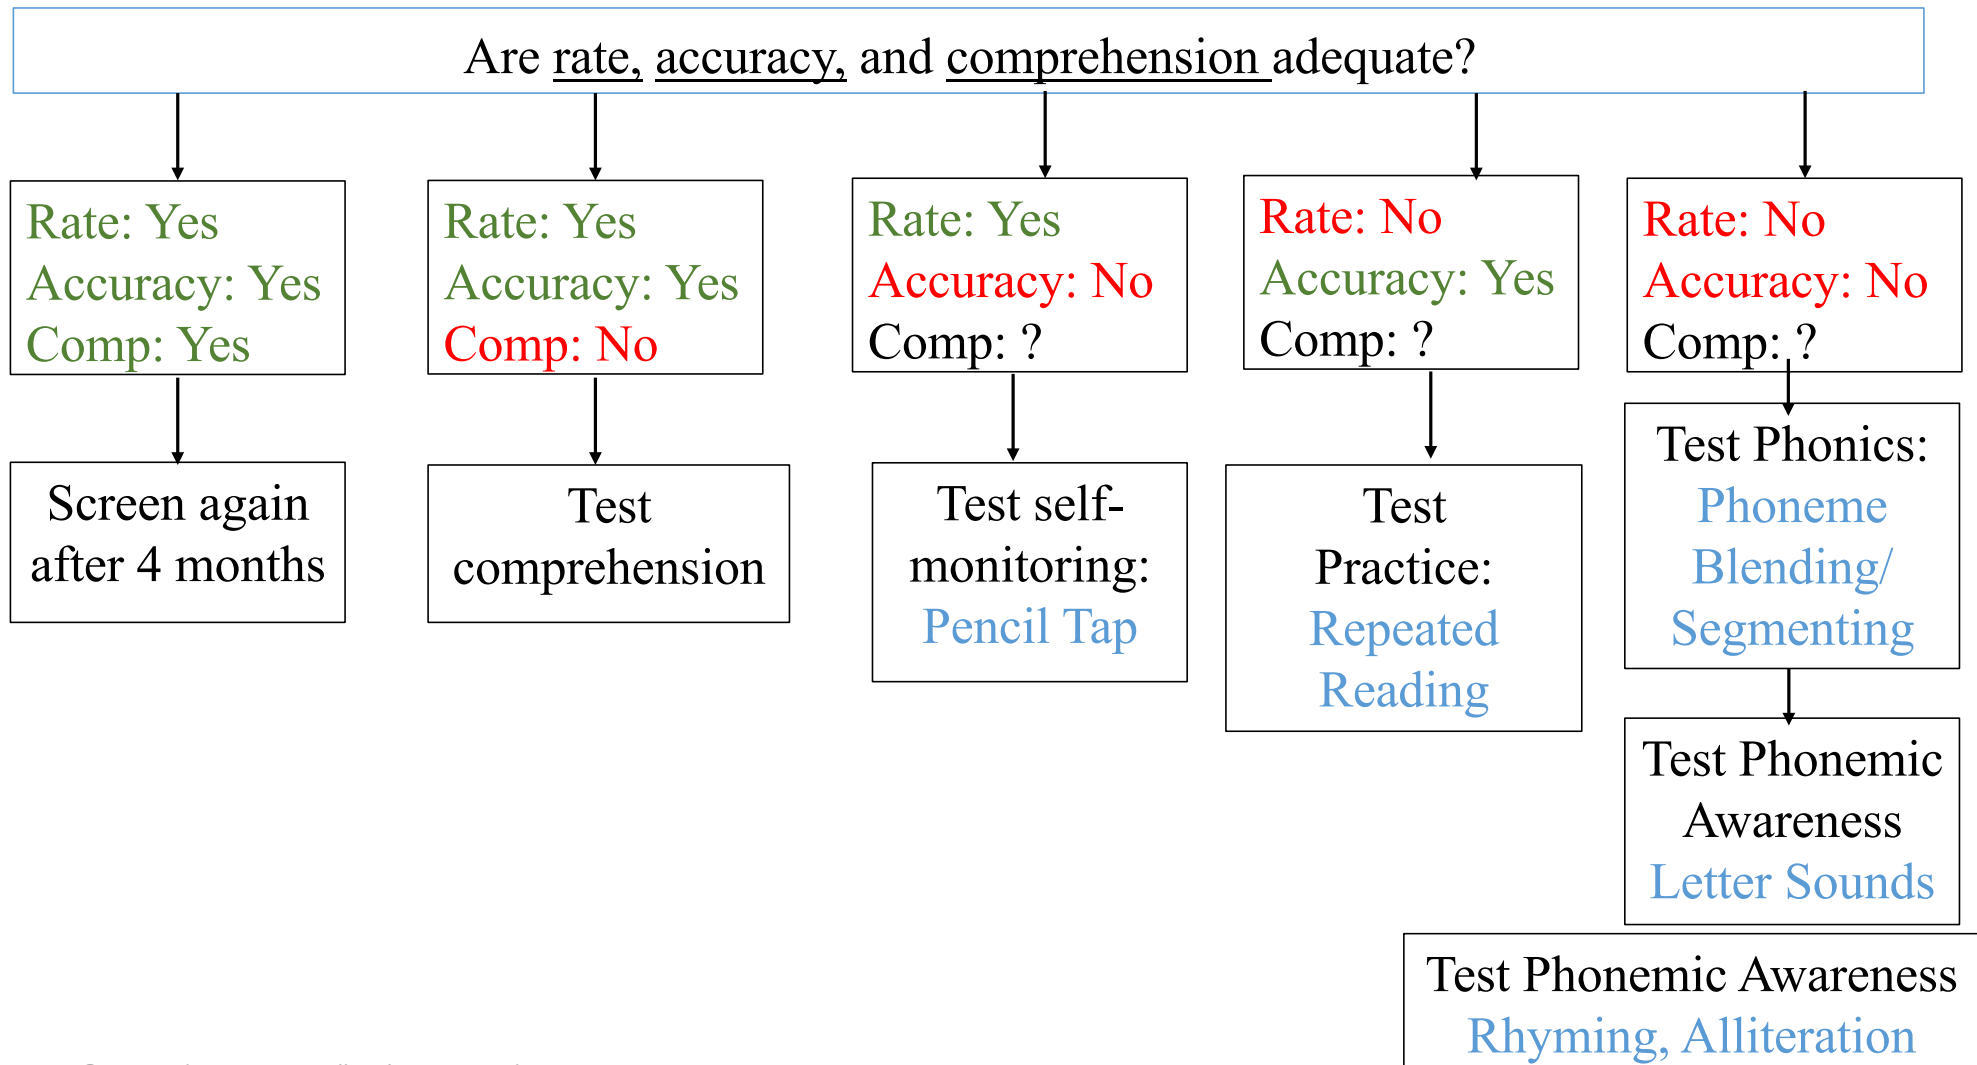 Are rate, accuracy, and comprehension adequate?
Rate: Yes
Accuracy: Yes
Comp: Yes
Rate: Yes
Accuracy: Yes
Comp: No
Rate: Yes
Accuracy: No
Comp: ?
Rate: No
Accuracy: Yes
Comp: ?
Rate: No
Accuracy: No
Comp: ?
Screen again
after 4 months
Test
comprehension
Test self-
monitoring:
Pencil Tap
Test
Practice:
Repeated
Reading
Test Phonics:
Phoneme
Blending/
Segmenting
Test Phonemic
Awareness
Letter Sounds
Test Phonemic Awareness
Rhyming, Alliteration